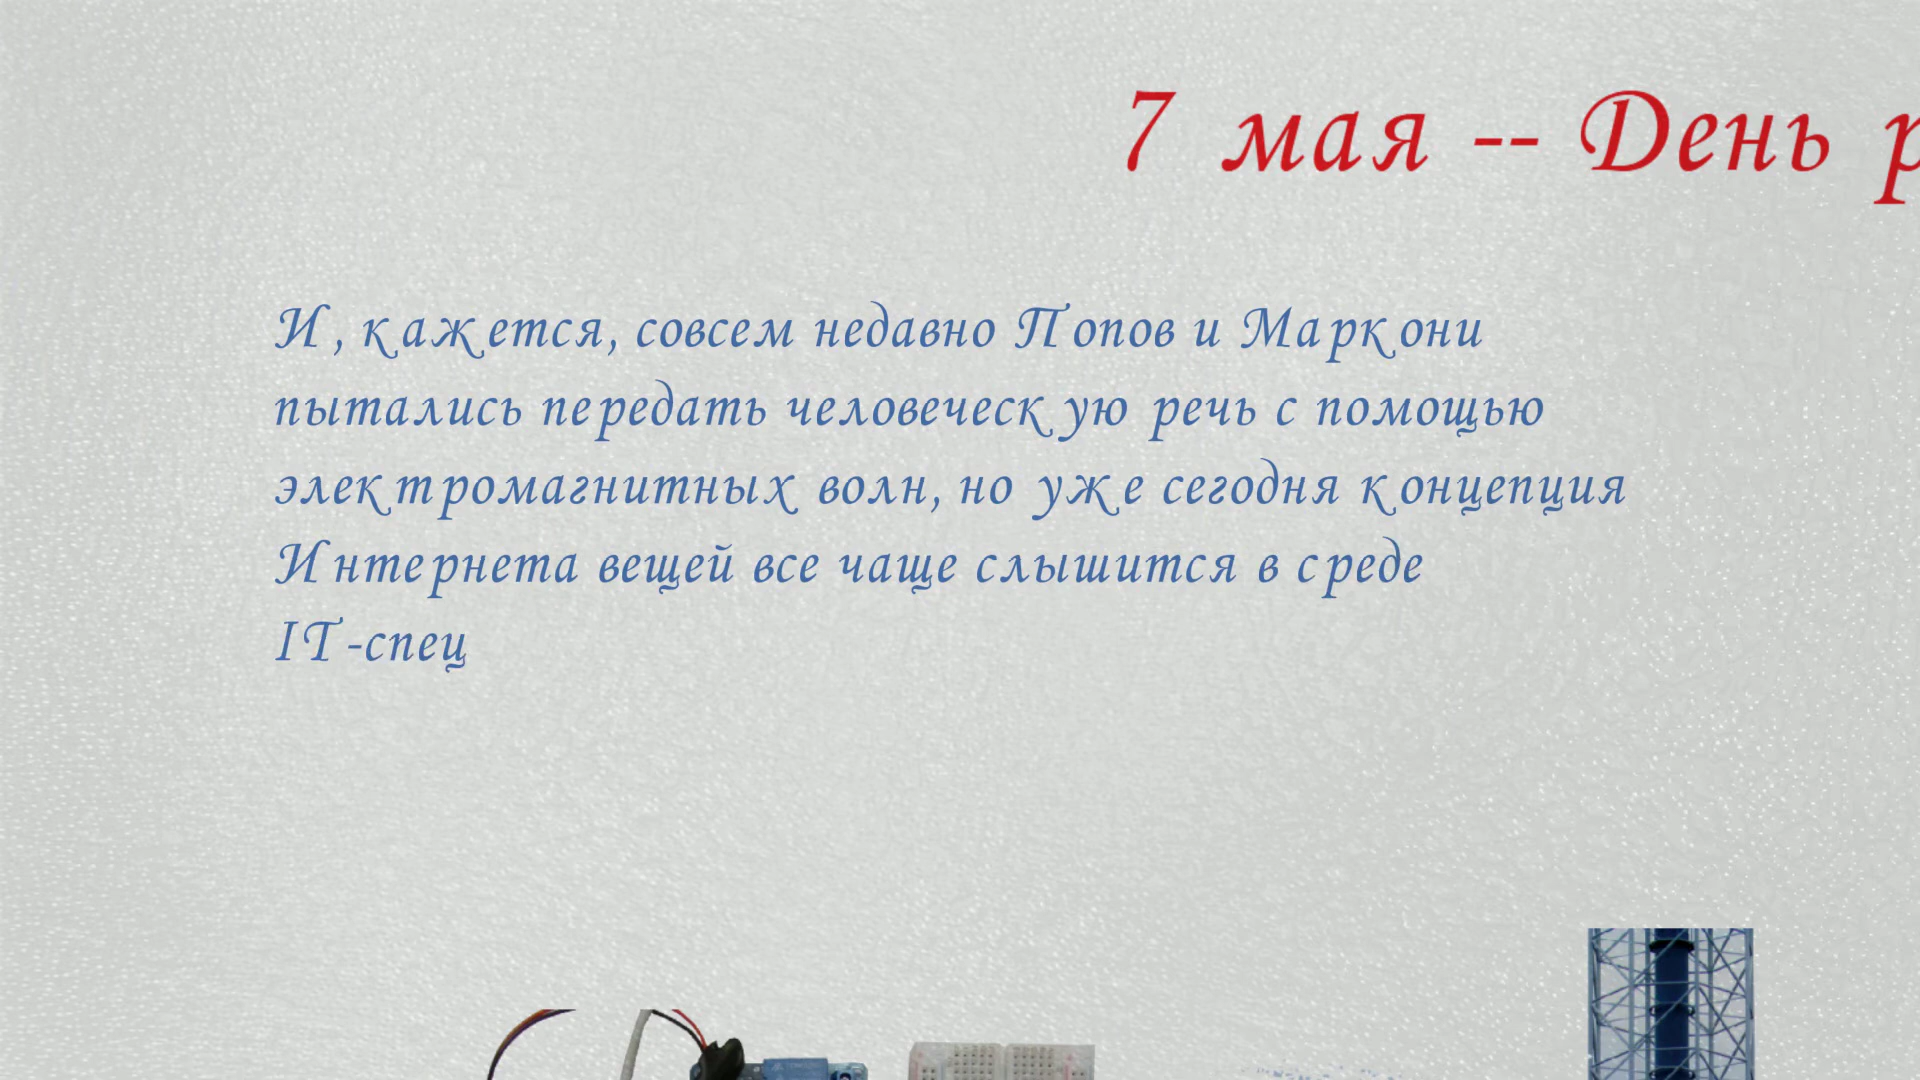 7 мая -- День р
И, кажется, совсем недавно Попов и Маркони
пытались передать человеческую речь с помощью
электромагнитных волн, но уже сегодня концепция
Интернета вещей все чаще слышится в среде
IT-спец